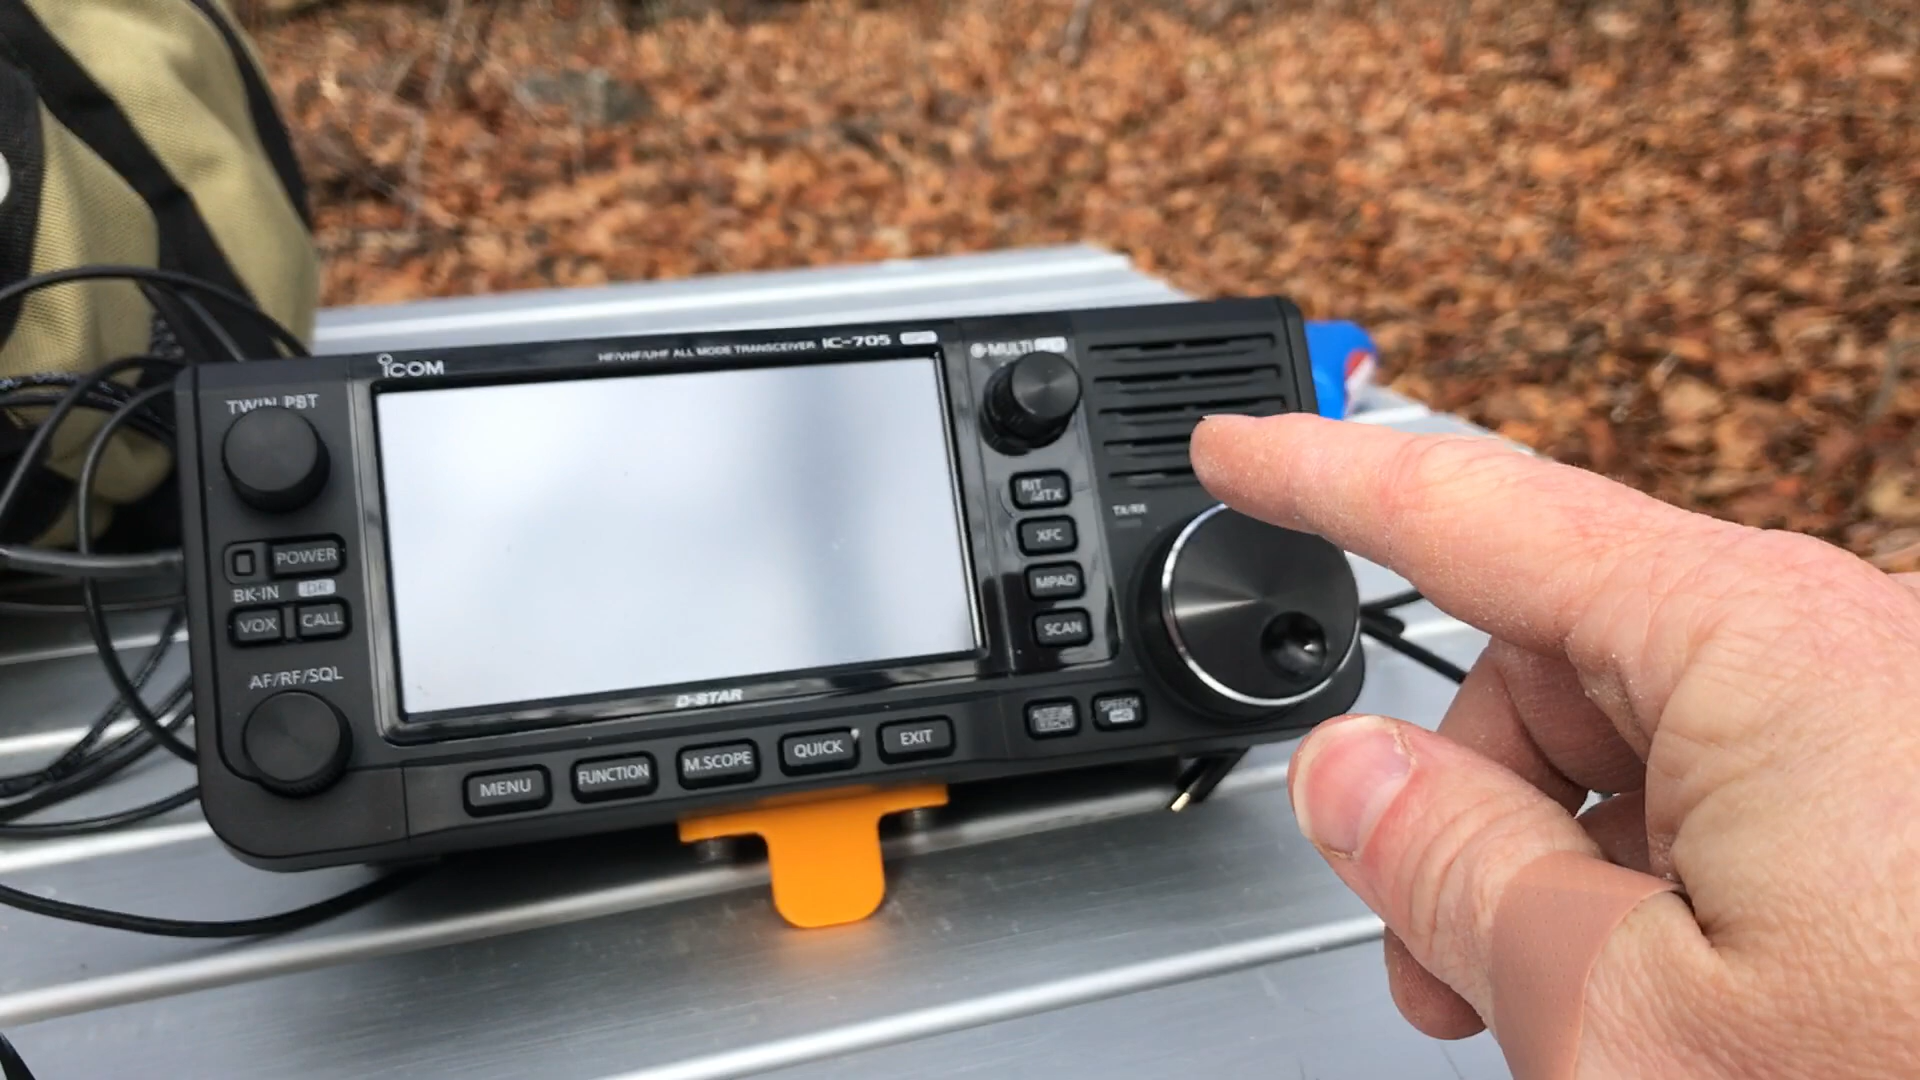 ICOM
HF/VHF/UHF ALL MODE TRANSCEIVER IC-705
MULTI
TWIN PBT
RIT
XFC
TX/RX
POWER
MPAD
BK-IN
DR
VOX
CALL
SCAN
AF/RF/SQL
D-STAR
SPEECH
MENU
FUNCTION
M.SCOPE
QUICK
EXIT